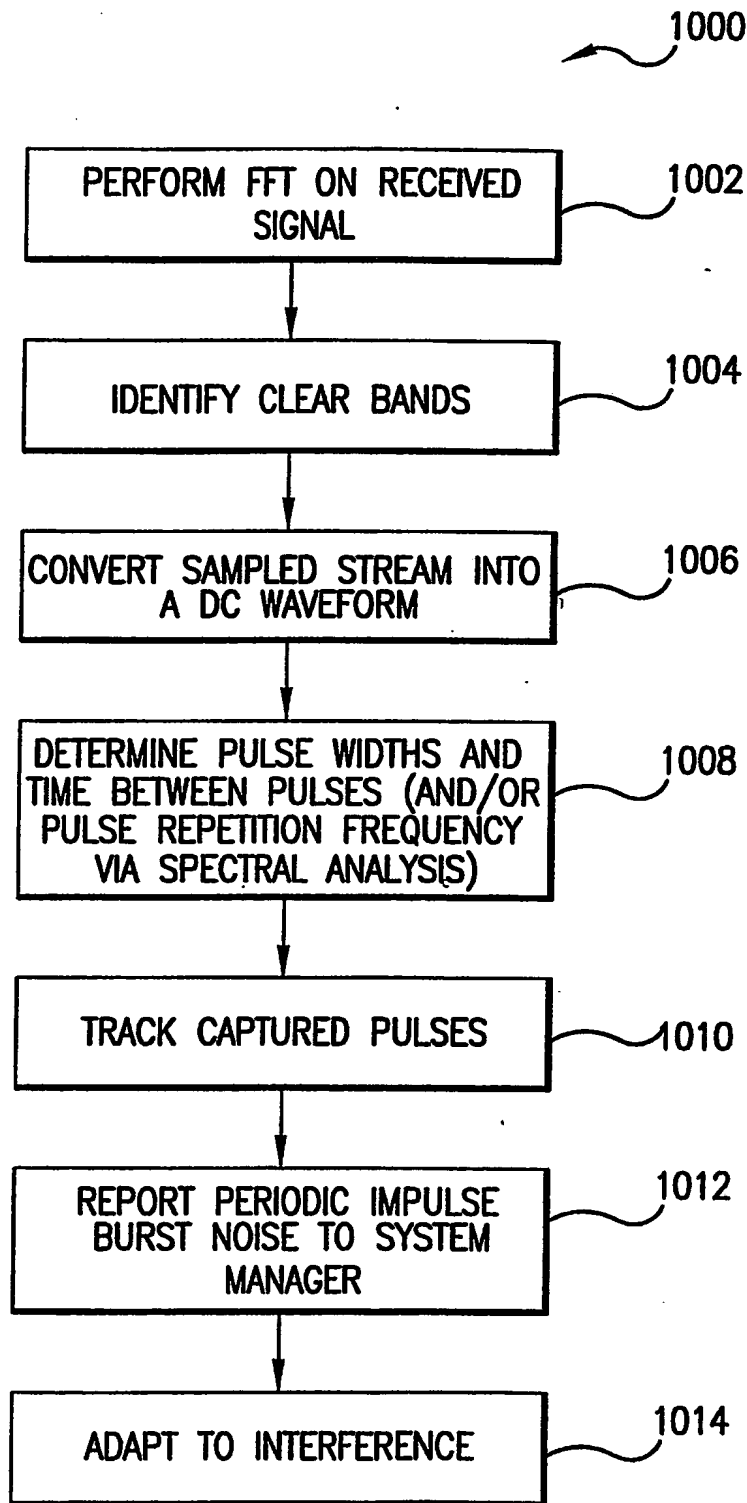 1000
PERFORM FFT ON RECEIVED
SIGNAL
1002
IDENTIFY CLEAR BANDS
1004
CONVERT SAMPLED STREAM INTO
A DC WAVEFORM
1006
DETERMINE PULSE WIDTHS AND
TIME BETWEEN PULSES (AND/OR
PULSE REPETITION FREQUENCY
VIA SPECTRAL ANALYSIS)
1008
TRACK CAPTURED PULSES
1010
REPORT PERIODIC IMPULSE
BURST NOISE TO SYSTEM
MANAGER
1012
ADAPT TO INTERFERENCE
1014